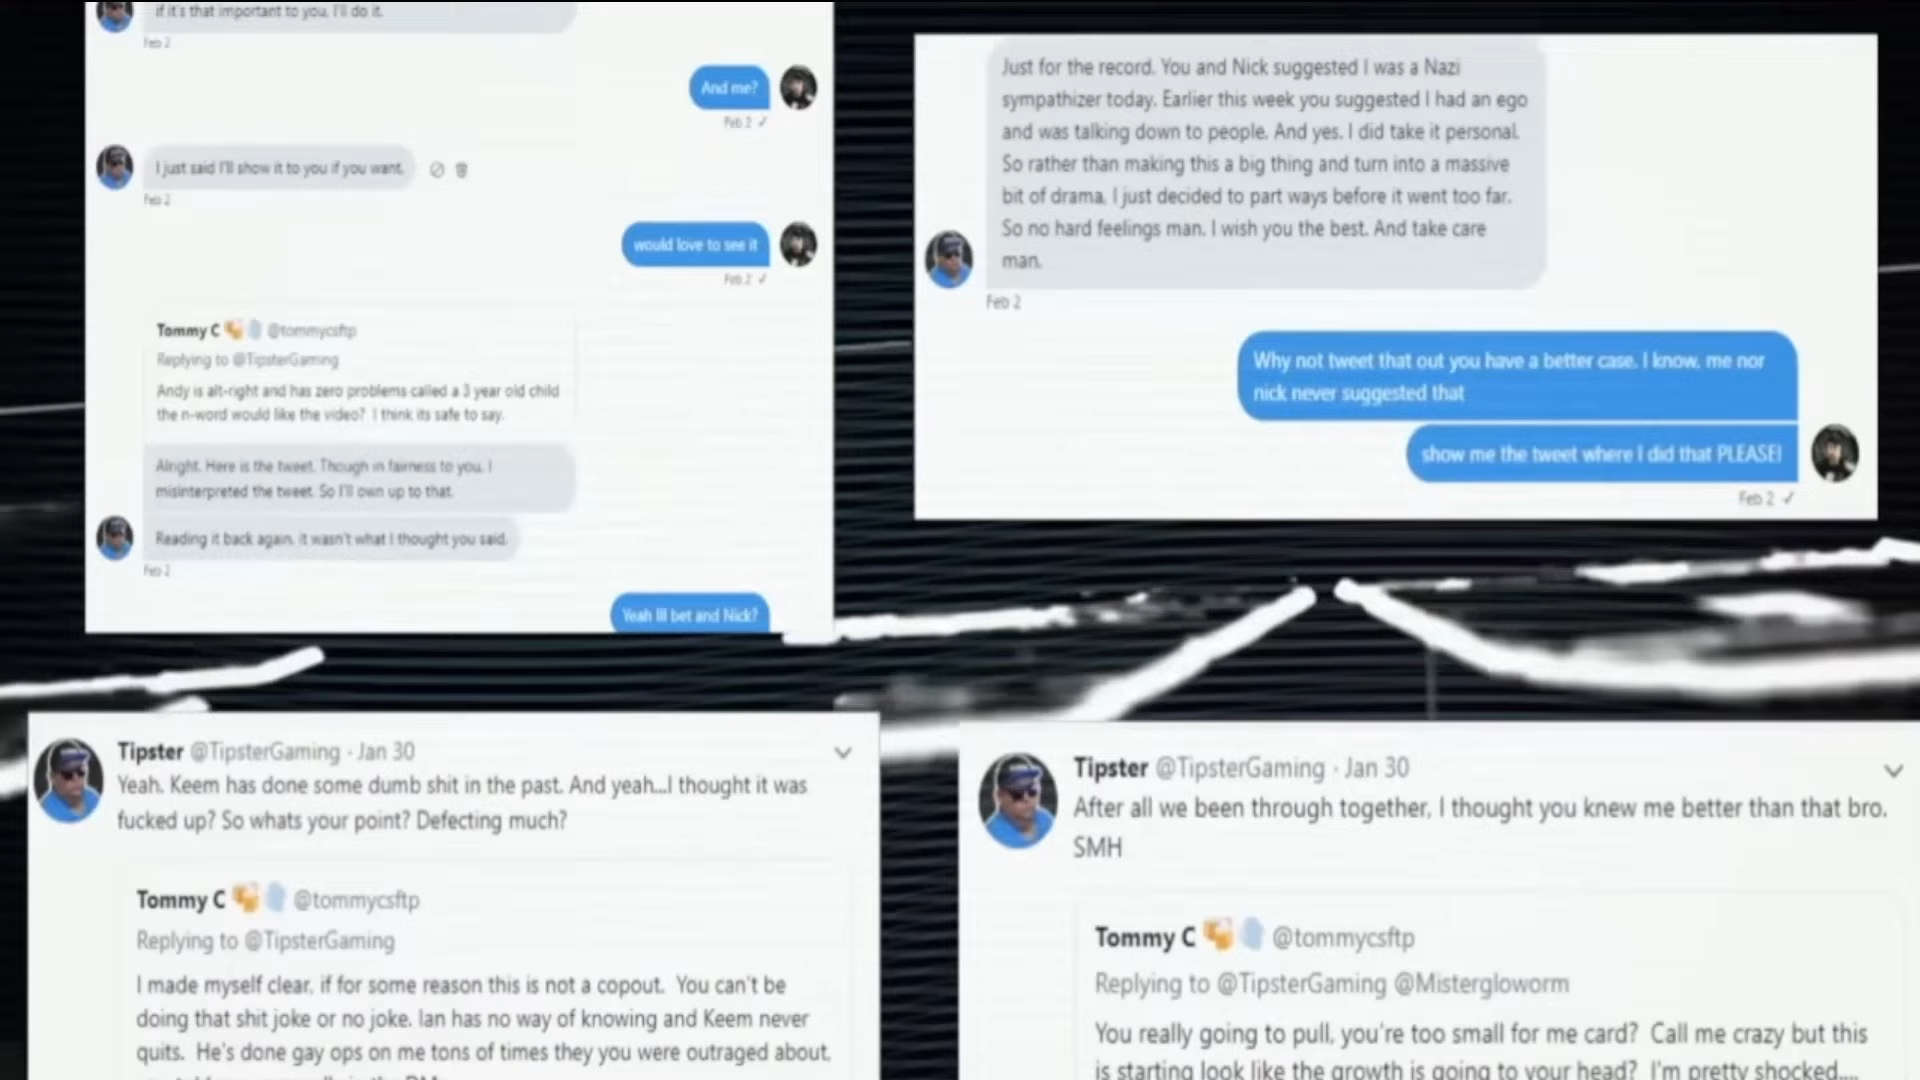 if it's that important to you, I'll do it.
Feb 2
And me?
Feb 2 ✓
I just said I'll show it to you if you want.
Feb 2
would love to see it
Feb 2 ✓
Tommy C @tommycsftp
Replying to @TipsterGaming
Andy is alt-right and has zero problems called a 3 year old child
the n-word would like the video? I think its safe to say.
Alright. Here is the tweet. Though in fairness to you, I
misinterpreted the tweet. So I'll own up to that.
Reading it back again, it wasn't what I thought you said.
Feb 2
Yeah Ill bet and Nick?
Just for the record. You and Nick suggested I was a Nazi
sympathizer today. Earlier this week you suggested I had an ego
and was talking down to people. And yes. I did take it personal.
So rather than making this a big thing and turn into a massive
bit of drama, I just decided to part ways before it went too far.
So no hard feelings man. I wish you the best. And take care
man.
Feb 2
Why not tweet that out you have a better case. I know, me nor
nick never suggested that
show me the tweet where I did that PLEASE!
Feb 2 ✓
Tipster @TipsterGaming · Jan 30
Yeah. Keem has done some dumb shit in the past. And yeah...I thought it was
fucked up? So whats your point? Defecting much?
Tommy C @tommycsftp
Replying to @TipsterGaming
I made myself clear, if for some reason this is not a copout. You can't be
doing that shit joke or no joke. Ian has no way of knowing and Keem never
quits. He's done gay ops on me tons of times they you were outraged about,
Tipster @TipsterGaming · Jan 30
After all we been through together, I thought you knew me better than that bro.
SMH
Tommy C @tommycsftp
Replying to @TipsterGaming @Mistergloworm
You really going to pull, you're too small for me card? Call me crazy but this
is starting look like the growth is going to your head? I'm pretty shocked....